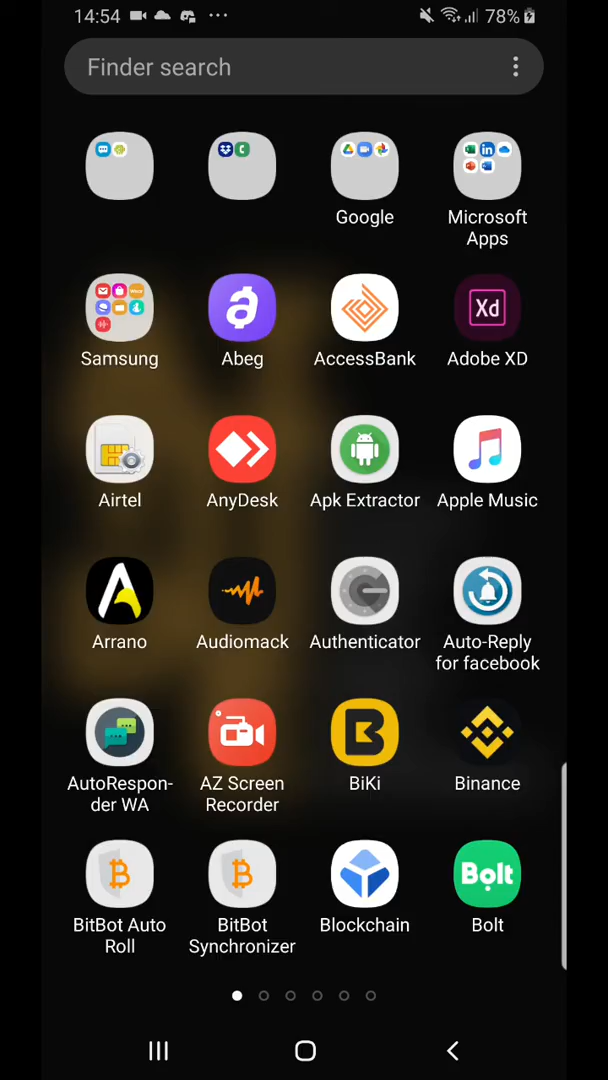 14:54
78%
Finder search
Google
Microsoft
Apps
Samsung
Abeg
AccessBank
Xd
Adobe XD
Airtel
AnyDesk
Apk Extractor
Apple Music
Arrano
Audiomack
Authenticator
Auto-Reply
for facebook
AutoRespon-
der WA
AZ Screen
Recorder
BiKi
Binance
BitBot Auto
Roll
BitBot
Synchronizer
Blockchain
Bolt
Bolt